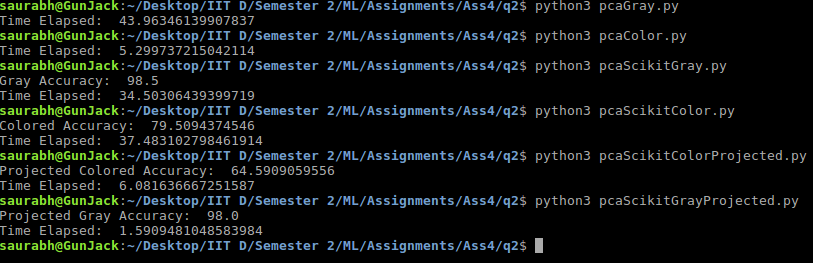 saurabh@GunJack:~/Desktop/IIT D/Semester 2/ML/Assignments/Ass4/q2$ python3 pcaGray.py
Time Elapsed:  43.96346139907837
saurabh@GunJack:~/Desktop/IIT D/Semester 2/ML/Assignments/Ass4/q2$ python3 pcaColor.py
Time Elapsed:  5.299737215042114
saurabh@GunJack:~/Desktop/IIT D/Semester 2/ML/Assignments/Ass4/q2$ python3 pcaScikitGray.py
Gray Accuracy:  98.5
Time Elapsed:  34.50306439399719
saurabh@GunJack:~/Desktop/IIT D/Semester 2/ML/Assignments/Ass4/q2$ python3 pcaScikitColor.py
Colored Accuracy:  79.5094374546
Time Elapsed:  37.483102798461914
saurabh@GunJack:~/Desktop/IIT D/Semester 2/ML/Assignments/Ass4/q2$ python3 pcaScikitColorProjected.py
Projected Colored Accuracy:  64.5909059556
Time Elapsed:  6.081636667251587
saurabh@GunJack:~/Desktop/IIT D/Semester 2/ML/Assignments/Ass4/q2$ python3 pcaScikitGrayProjected.py
Projected Gray Accuracy:  98.0
Time Elapsed:  1.5909481048583984
saurabh@GunJack:~/Desktop/IIT D/Semester 2/ML/Assignments/Ass4/q2$